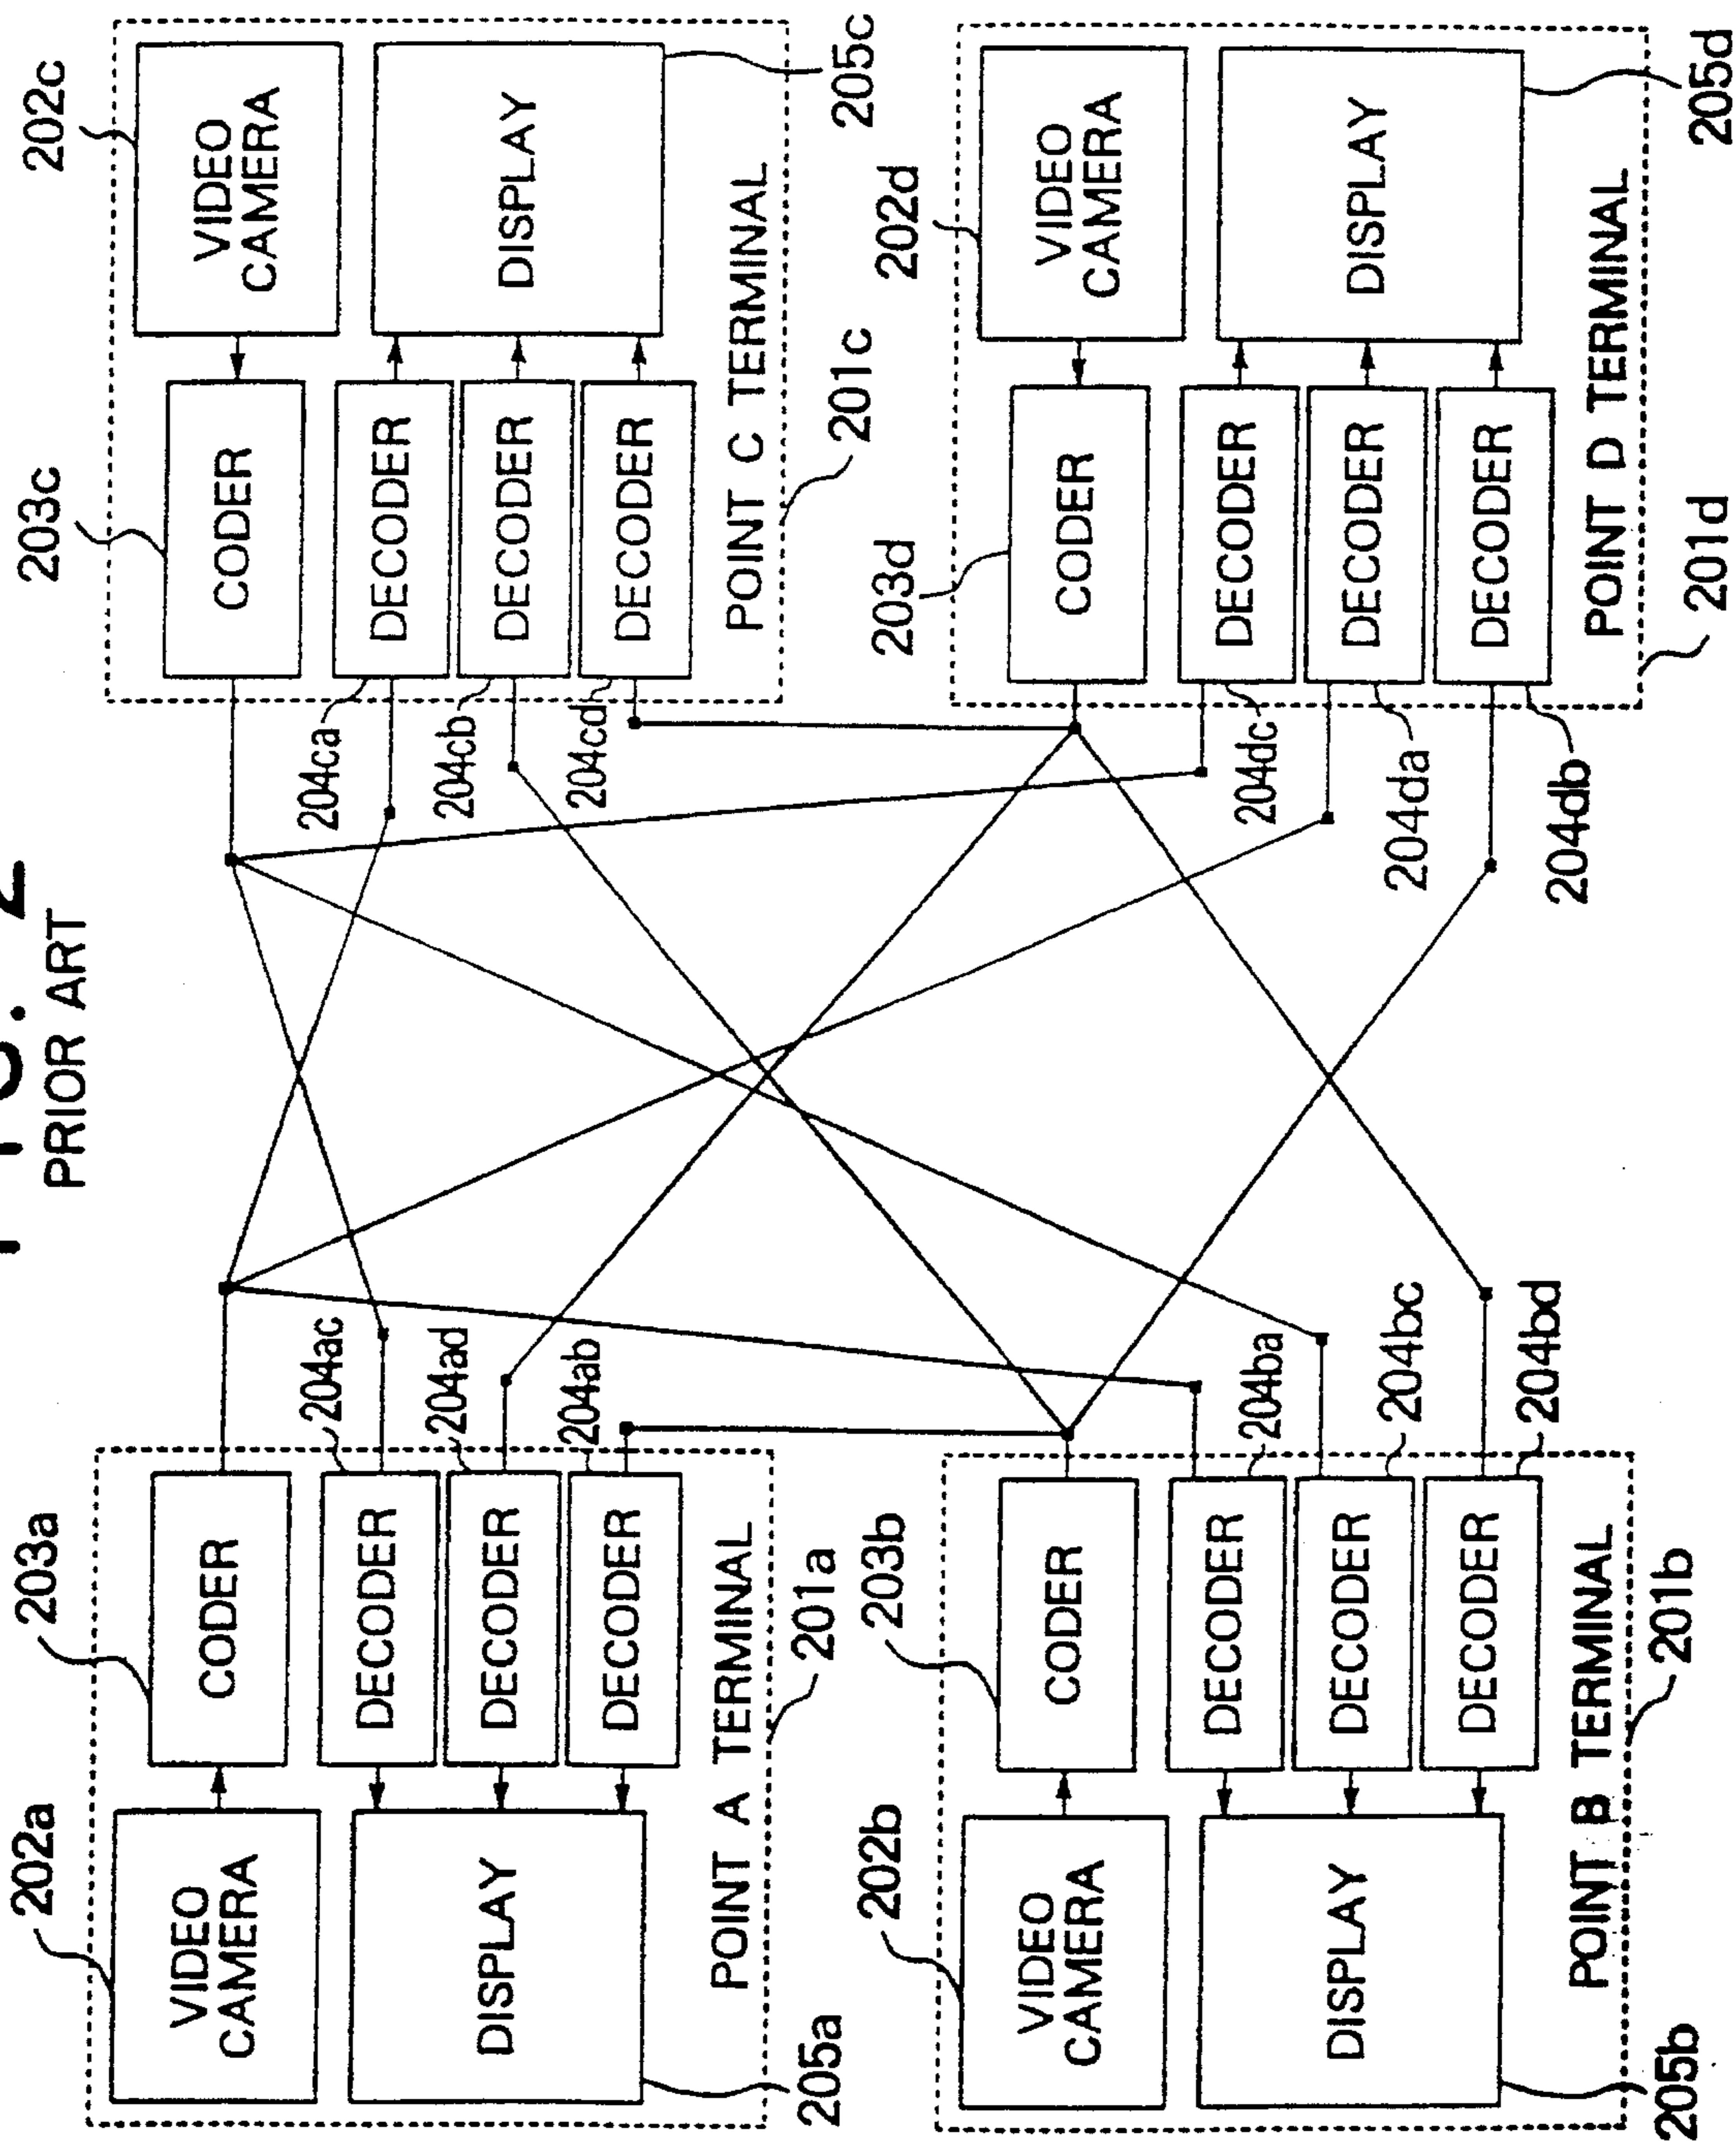 FIG. 2
PRIOR ART
202a
203a
VIDEO
CAMERA
CODER
DISPLAY
DECODER
204ac
DECODER
204ad
DECODER
204ab
POINT A TERMINAL
205a
201a
202b
203b
VIDEO
CAMERA
CODER
DISPLAY
DECODER
204ba
DECODER
204bc
DECODER
204bd
POINT B TERMINAL
205b
201b
203c
202c
CODER
VIDEO
CAMERA
204ca
DECODER
204cb
DECODER
204cd
DECODER
DISPLAY
POINT C TERMINAL
201c
205c
203d
202d
CODER
VIDEO
CAMERA
204dc
DECODER
204da
DECODER
204db
DECODER
DISPLAY
POINT D TERMINAL
201d
205d